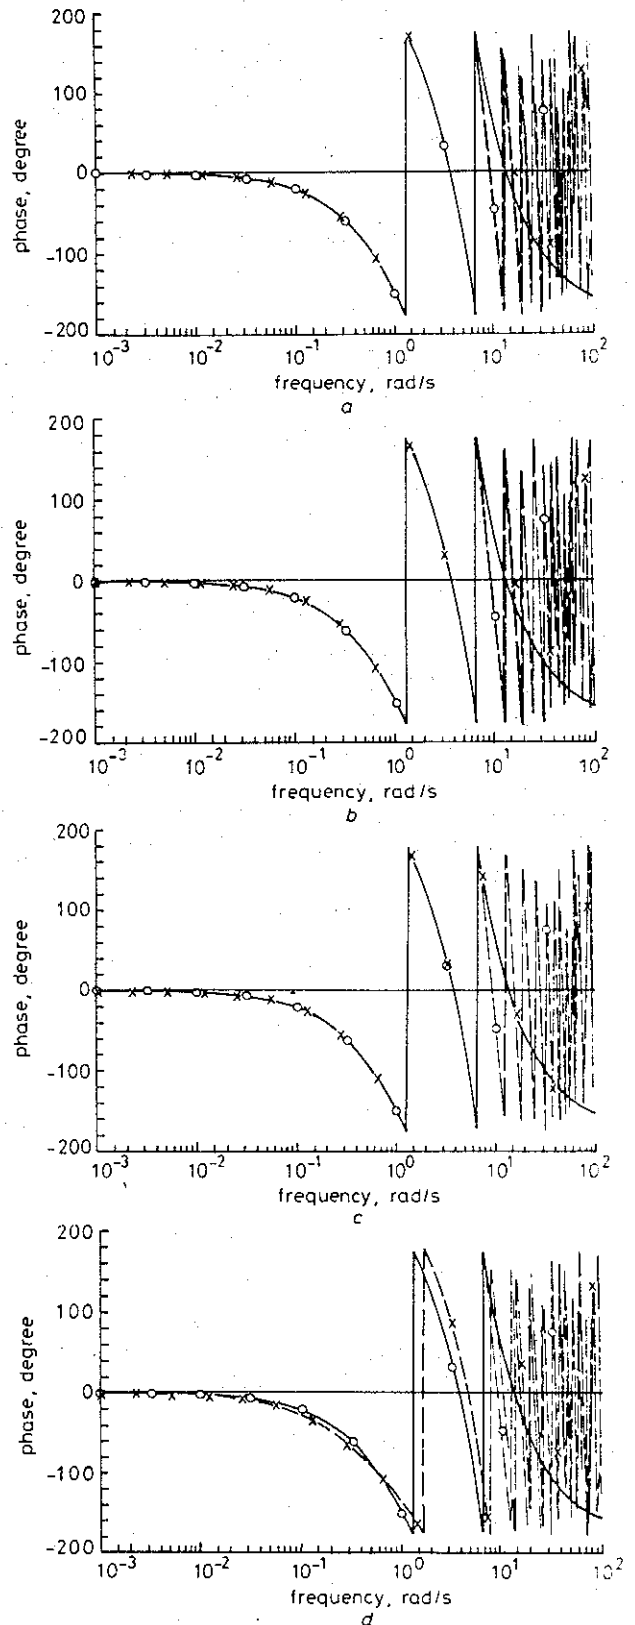 200
100
0
-100
-200
phase, degree
10⁻³ 10⁻² 10⁻¹ 10⁰ 10¹ 10²
frequency, rad/s
a
200
100
0
-100
-200
phase, degree
10⁻³ 10⁻² 10⁻¹ 10⁰ 10¹ 10²
frequency, rad/s
b
200
100
0
-100
-200
phase, degree
10⁻³ 10⁻² 10⁻¹ 10⁰ 10¹ 10²
frequency, rad/s
c
200
100
0
-100
-200
phase, degree
10⁻³ 10⁻² 10⁻¹ 10⁰ 10¹ 10²
frequency, rad/s
d